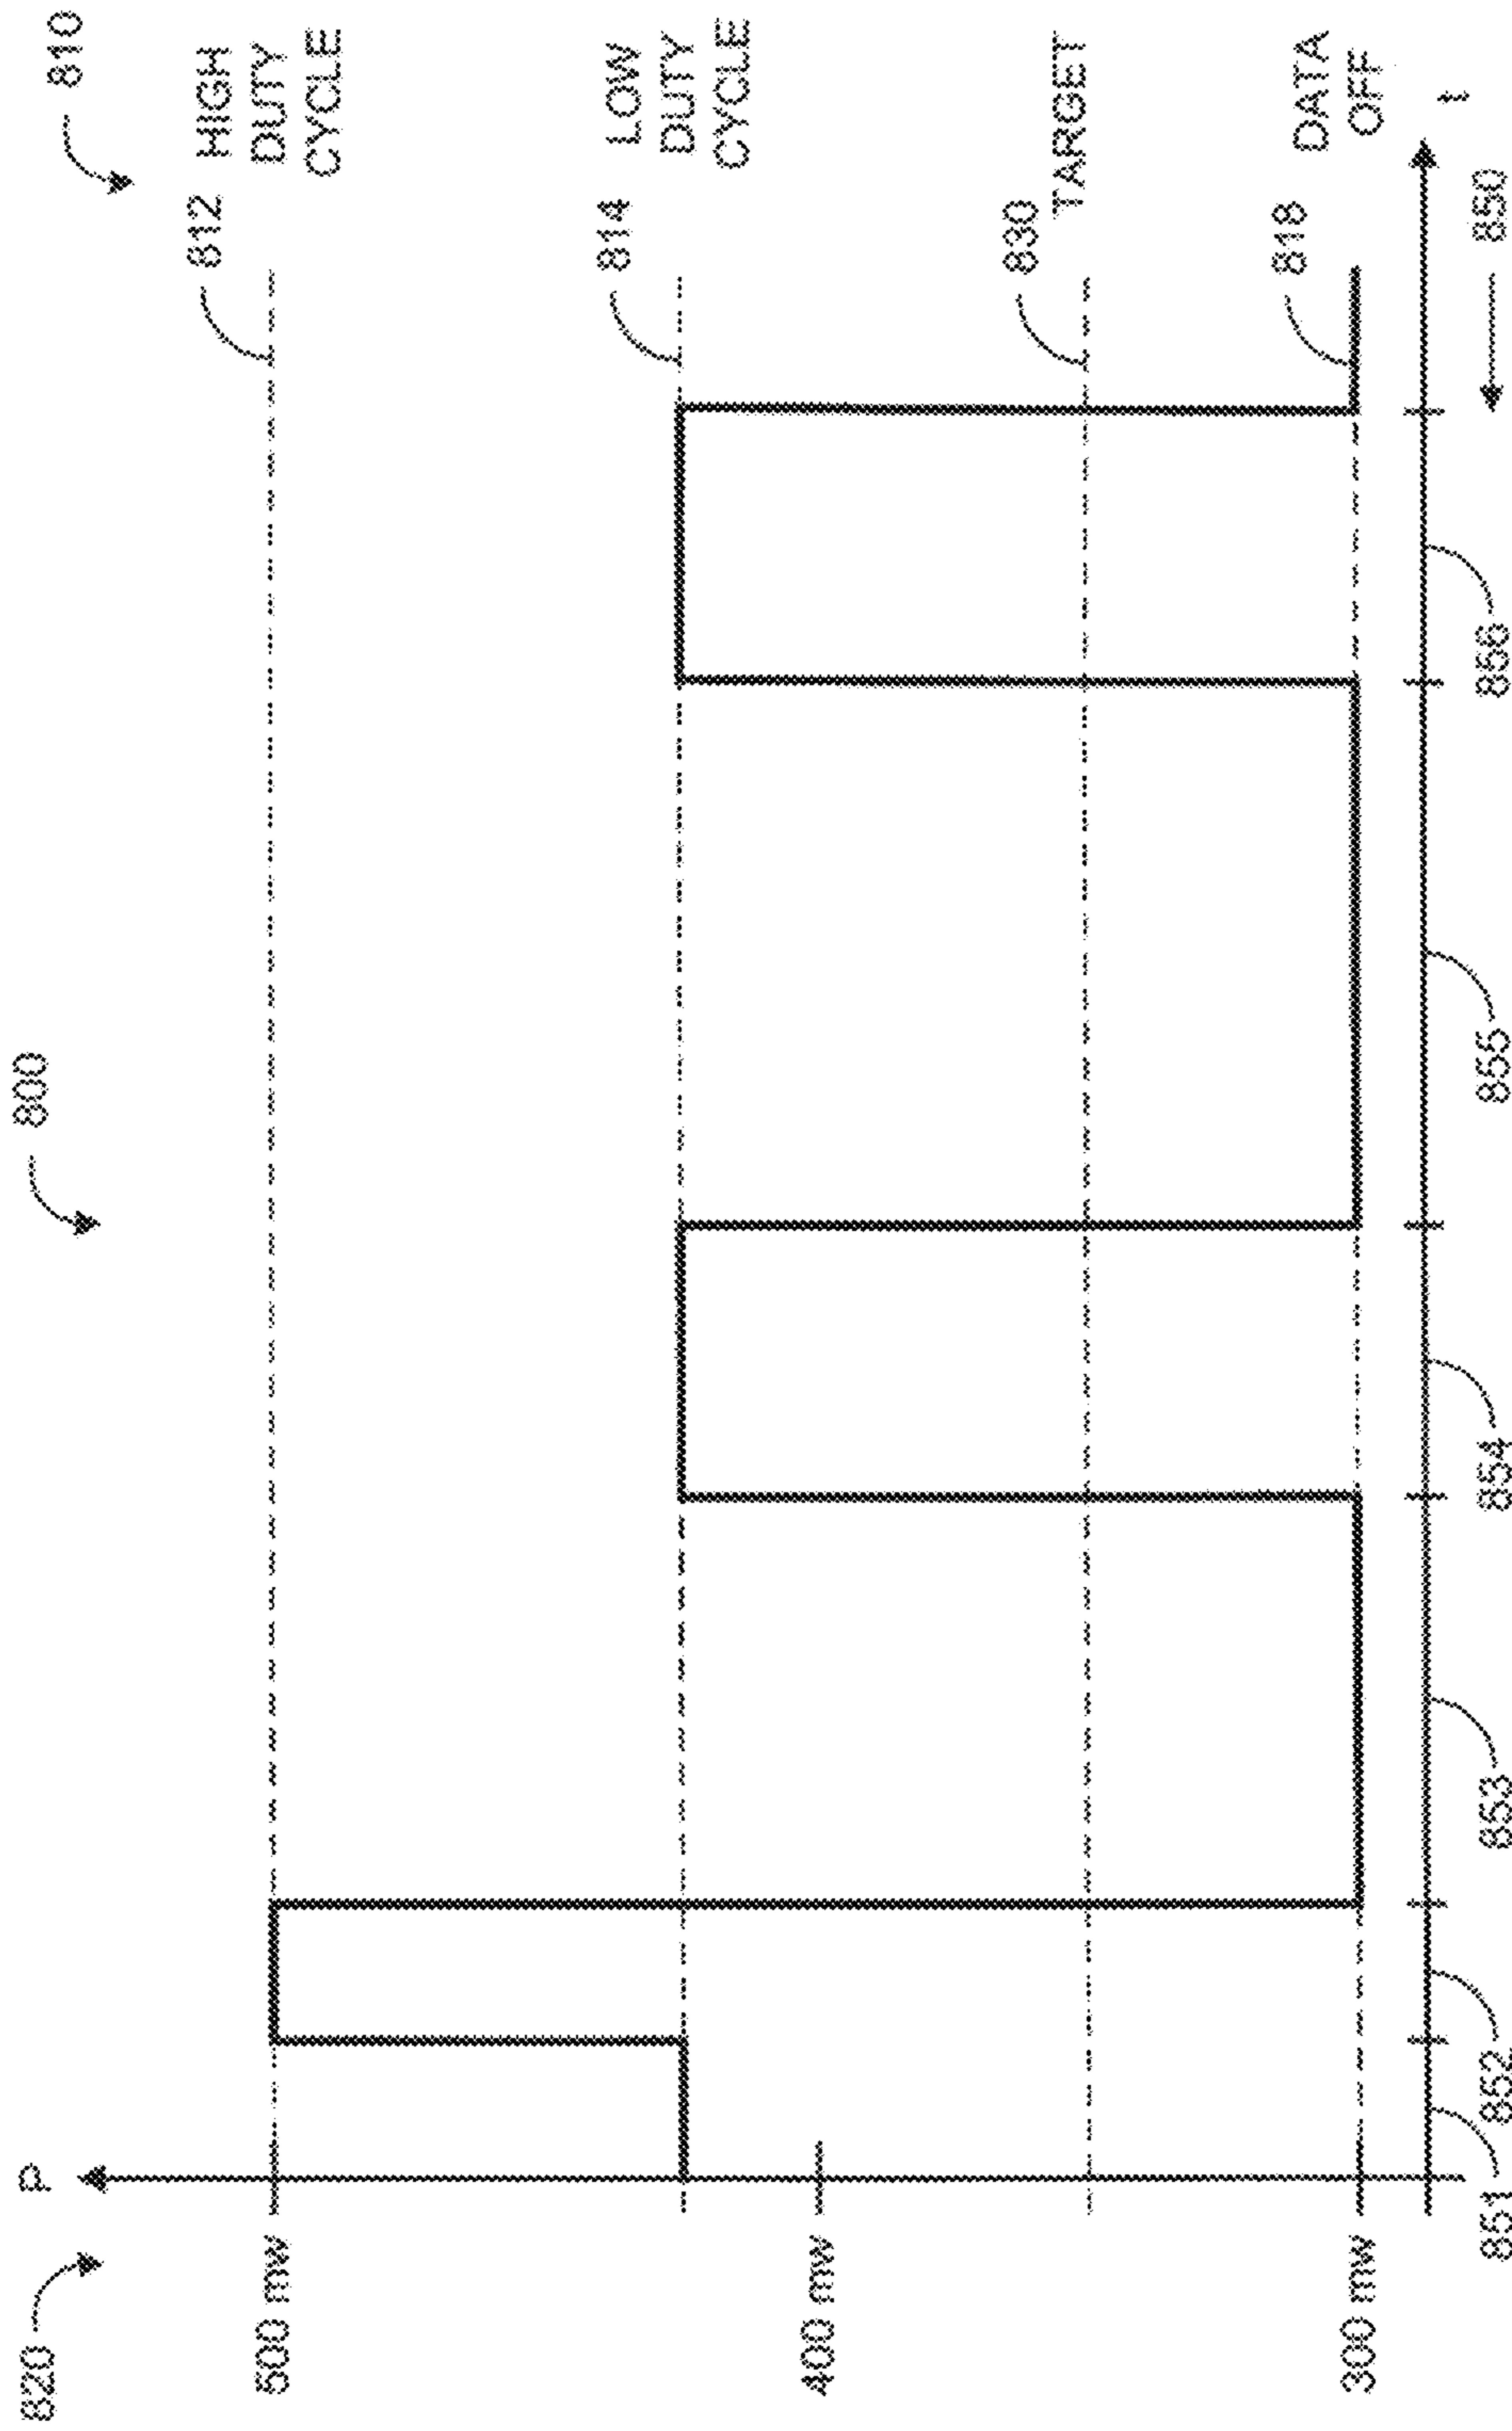 800
810
820
P
500 mw
812
HIGH
DUTY
CYCLE
814
LOW
DUTY
CYCLE
400 mw
830
TARGET
300 mw
818
DATA
OFF
t
851
852
853
854
855
856
850